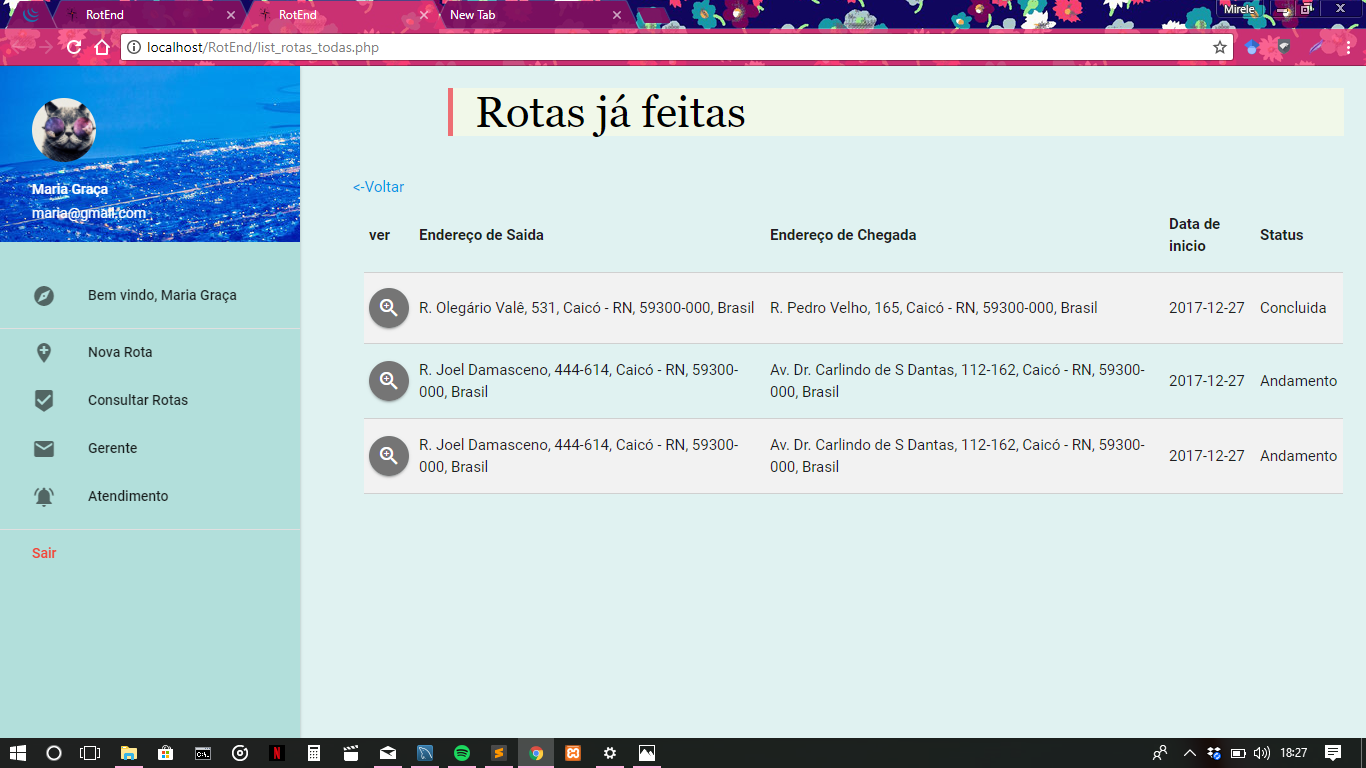 RotEnd
RotEnd
New Tab
Mirele
localhost/RotEnd/list_rotas_todas.php
Maria Graça
maria@gmail.com
Bem vindo, Maria Graça
Nova Rota
Consultar Rotas
Gerente
Atendimento
Sair
Rotas já feitas
<-Voltar
ver Endereço de Saida Endereço de Chegada Data de
inicio Status
R. Olegário Valê, 531, Caicó - RN, 59300-000, Brasil R. Pedro Velho, 165, Caicó - RN, 59300-000, Brasil 2017-12-27 Concluida
R. Joel Damasceno, 444-614, Caicó - RN, 59300-
000, Brasil
Av. Dr. Carlindo de S Dantas, 112-162, Caicó - RN, 59300-
000, Brasil
2017-12-27 Andamento
R. Joel Damasceno, 444-614, Caicó - RN, 59300-
000, Brasil
Av. Dr. Carlindo de S Dantas, 112-162, Caicó - RN, 59300-
000, Brasil
2017-12-27 Andamento
18:27